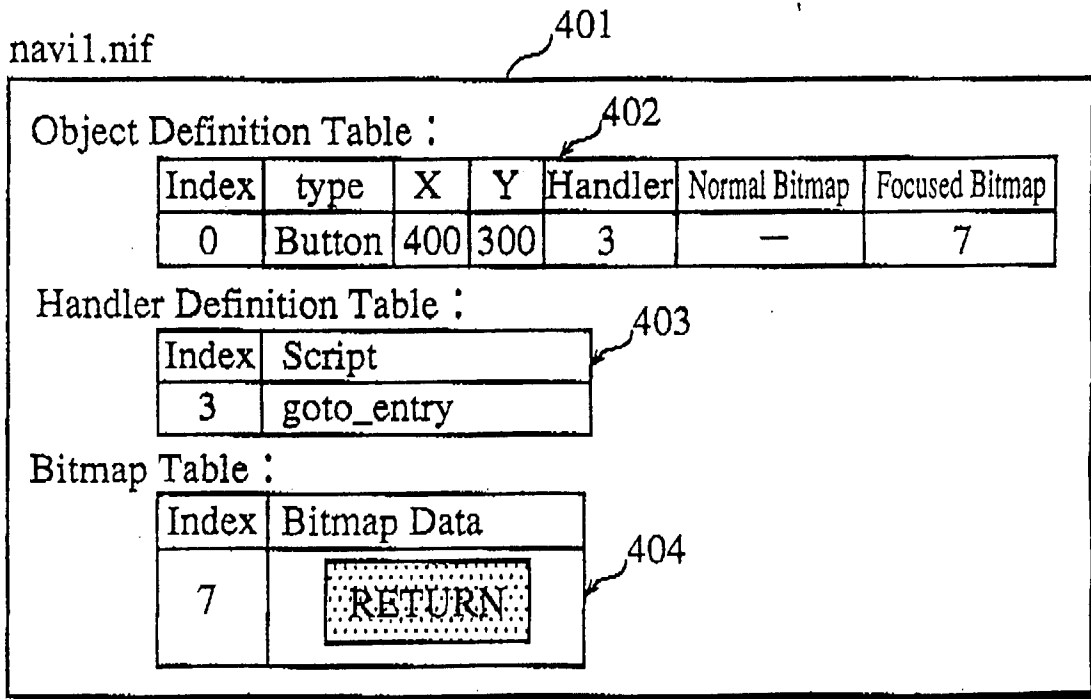 401
navi1.nif
Object Definition Table :
402
Index type X Y Handler Normal Bitmap Focused Bitmap
0 Button 400 300 3 — 7
Handler Definition Table :
403
Index Script
3 goto_entry
Bitmap Table :
Index Bitmap Data
404
7 RETURN